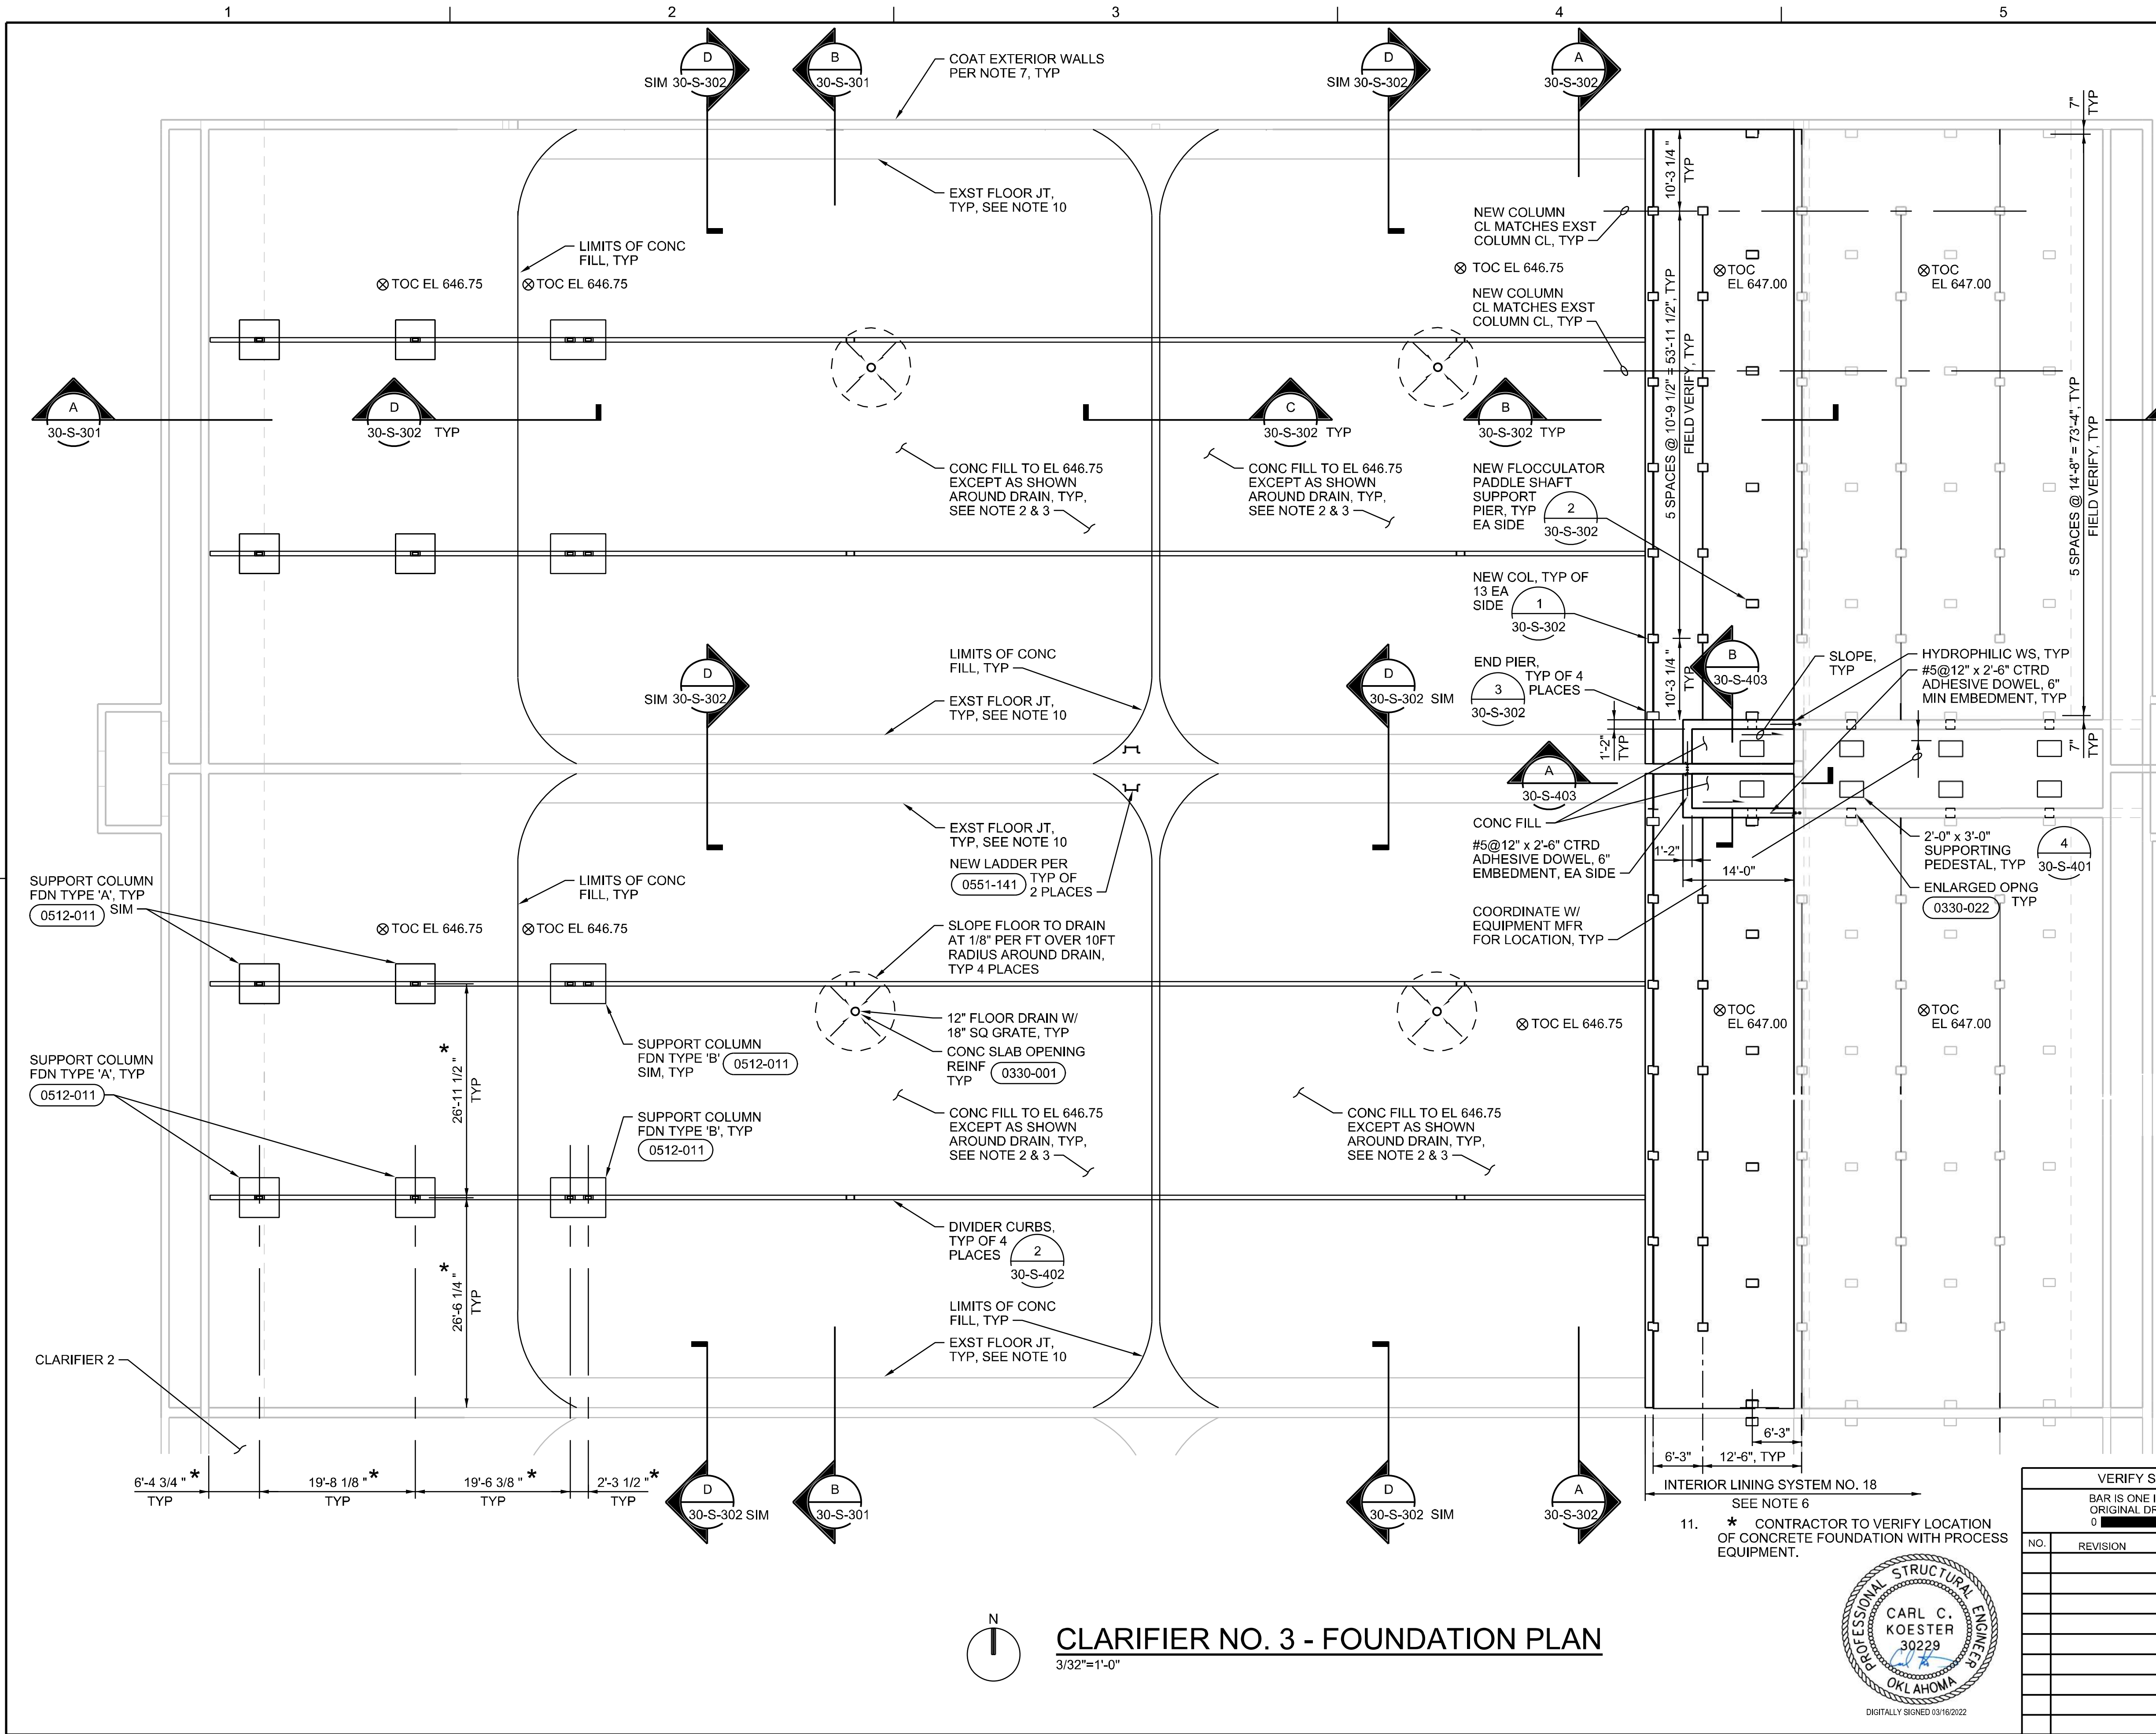 1
2
3
4
5
D
SIM 30-S-302
B
30-S-301
COAT EXTERIOR WALLS
PER NOTE 7, TYP
D
SIM 30-S-302
A
30-S-302
7"
TYP
10'-3 1/4 "
TYP
EXST FLOOR JT,
TYP, SEE NOTE 10
NEW COLUMN
CL MATCHES EXST
COLUMN CL, TYP
LIMITS OF CONC
FILL, TYP
⊗ TOC EL 646.75
⊗ TOC EL 646.75
⊗ TOC EL 646.75
⊗ TOC
EL 647.00
⊗ TOC
EL 647.00
NEW COLUMN
CL MATCHES EXST
COLUMN CL, TYP
5 SPACES @ 10'-9 1/2" = 53'-11 1/2", TYP
FIELD VERIFY, TYP
5 SPACES @ 14'-8" = 73'-4", TYP
FIELD VERIFY, TYP
A
30-S-301
D
30-S-302 TYP
C
30-S-302 TYP
B
30-S-302 TYP
CONC FILL TO EL 646.75
EXCEPT AS SHOWN
AROUND DRAIN, TYP,
SEE NOTE 2 & 3
CONC FILL TO EL 646.75
EXCEPT AS SHOWN
AROUND DRAIN, TYP,
SEE NOTE 2 & 3
NEW FLOCCULATOR
PADDLE SHAFT
SUPPORT
PIER, TYP
EA SIDE
2
30-S-302
NEW COL, TYP OF
13 EA
SIDE
1
30-S-302
LIMITS OF CONC
FILL, TYP
D
SIM 30-S-302
EXST FLOOR JT,
TYP, SEE NOTE 10
D
30-S-302 SIM
END PIER,
TYP OF 4
PLACES
3
30-S-302
10'-3 1/4 "
TYP
B
30-S-403
SLOPE,
TYP
HYDROPHILIC WS, TYP
#5@12" x 2'-6" CTRD
ADHESIVE DOWEL, 6"
MIN EMBEDMENT, TYP
1'-2"
TYP
7"
TYP
A
30-S-403
EXST FLOOR JT,
TYP, SEE NOTE 10
NEW LADDER PER
0551-141
TYP OF
2 PLACES
CONC FILL
#5@12" x 2'-6" CTRD
ADHESIVE DOWEL, 6"
EMBEDMENT, EA SIDE
1'-2"
14'-0"
2'-0" x 3'-0"
SUPPORTING
PEDESTAL, TYP
4
30-S-401
ENLARGED OPNG
0330-022
TYP
SUPPORT COLUMN
FDN TYPE 'A', TYP
0512-011
SIM
LIMITS OF CONC
FILL, TYP
⊗ TOC EL 646.75
⊗ TOC EL 646.75
SLOPE FLOOR TO DRAIN
AT 1/8" PER FT OVER 10FT
RADIUS AROUND DRAIN,
TYP 4 PLACES
COORDINATE W/
EQUIPMENT MFR
FOR LOCATION, TYP
12" FLOOR DRAIN W/
18" SQ GRATE, TYP
CONC SLAB OPENING
REINF
TYP
0330-001
⊗ TOC EL 646.75
⊗ TOC
EL 647.00
⊗ TOC
EL 647.00
SUPPORT COLUMN
FDN TYPE 'B'
SIM, TYP
0512-011
SUPPORT COLUMN
FDN TYPE 'A', TYP
0512-011
*
26'-11 1/2 "
TYP
SUPPORT COLUMN
FDN TYPE 'B', TYP
0512-011
CONC FILL TO EL 646.75
EXCEPT AS SHOWN
AROUND DRAIN, TYP,
SEE NOTE 2 & 3
CONC FILL TO EL 646.75
EXCEPT AS SHOWN
AROUND DRAIN, TYP,
SEE NOTE 2 & 3
*
26'-6 1/4 "
TYP
DIVIDER CURBS,
TYP OF 4
PLACES
2
30-S-402
LIMITS OF CONC
FILL, TYP
EXST FLOOR JT,
TYP, SEE NOTE 10
CLARIFIER 2
6'-4 3/4 " *
TYP
19'-8 1/8 " *
TYP
19'-6 3/8 " *
TYP
2'-3 1/2 " *
TYP
D
30-S-302 SIM
B
30-S-301
D
30-S-302 SIM
A
30-S-302
6'-3"
6'-3"
12'-6", TYP
INTERIOR LINING SYSTEM NO. 18
SEE NOTE 6
11. * CONTRACTOR TO VERIFY LOCATION
OF CONCRETE FOUNDATION WITH PROCESS
EQUIPMENT.
VERIFY S
BAR IS ONE I
ORIGINAL DR
0
NO.
REVISION
PROFESSIONAL STRUCTURAL ENGINEER
CARL C.
KOESTER
30229
OKLAHOMA
DIGITALLY SIGNED 03/16/2022
N
CLARIFIER NO. 3 - FOUNDATION PLAN
3/32"=1'-0"